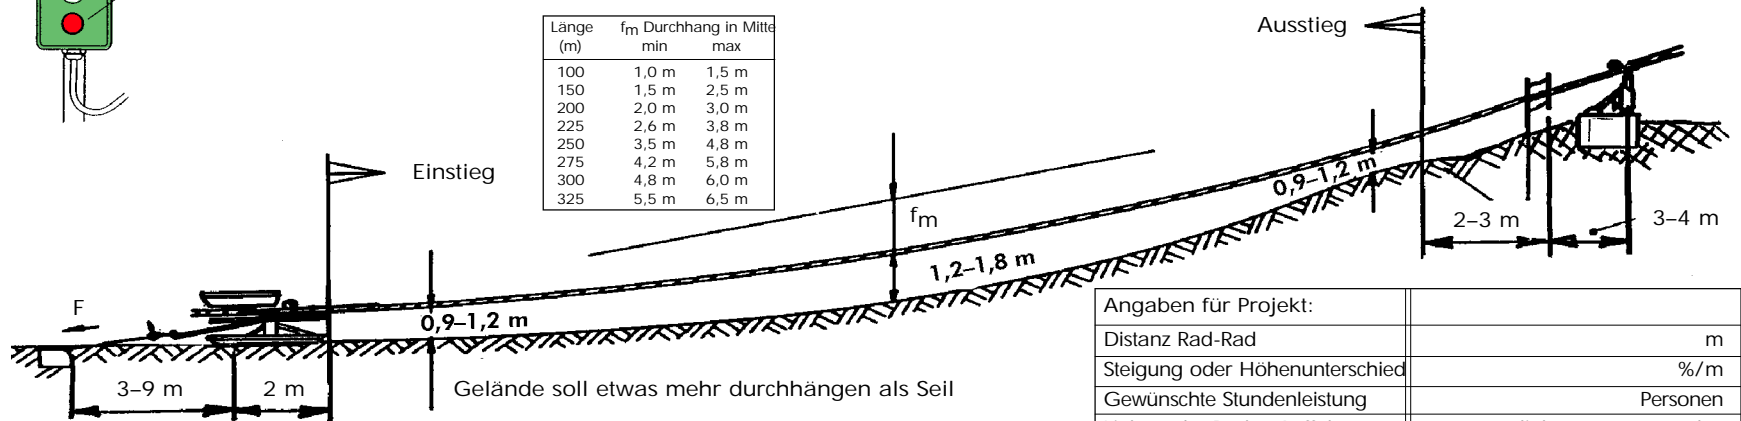 Länge fm Durchhang in Mitte
(m) min max
100 1,0 m 1,5 m
150 1,5 m 2,5 m
200 2,0 m 3,0 m
225 2,6 m 3,8 m
250 3,5 m 4,8 m
275 4,2 m 5,8 m
300 4,8 m 6,0 m
325 5,5 m 6,5 m
Ausstieg
Einstieg
0,9–1,2 m
fm
2–3 m
3–4 m
1,2–1,8 m
F
0,9–1,2 m
3–9 m
2 m
Gelände soll etwas mehr durchhängen als Seil
Angaben für Projekt:
Distanz Rad-Rad m
Steigung oder Höhenunterschied %/m
Gewünschte Stundenleistung Personen